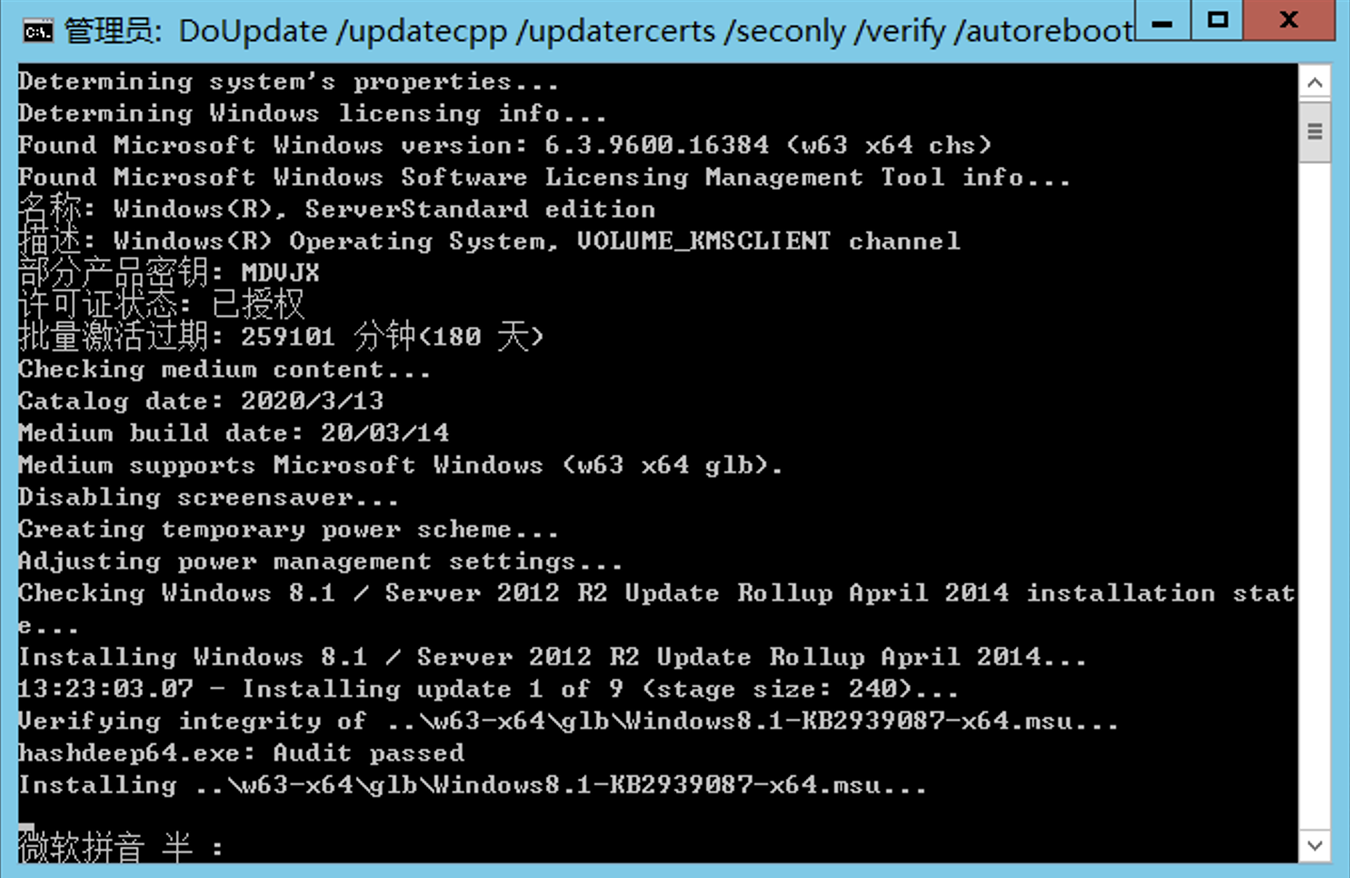 管理员: DoUpdate /updatecpp /updatercerts /seconly /verify /autoreboot
Determining system's properties...
Determining Windows licensing info...
Found Microsoft Windows version: 6.3.9600.16384 (w63 x64 chs)
Found Microsoft Windows Software Licensing Management Tool info...
名称: Windows(R), ServerStandard edition
描述: Windows(R) Operating System, VOLUME_KMSCLIENT channel
部分产品密钥: MDVJX
许可证状态: 已授权
批量激活过期: 259101 分钟(180 天)
Checking medium content...
Catalog date: 2020/3/13
Medium build date: 20/03/14
Medium supports Microsoft Windows (w63 x64 glb).
Disabling screensaver...
Creating temporary power scheme...
Adjusting power management settings...
Checking Windows 8.1 / Server 2012 R2 Update Rollup April 2014 installation stat
e...
Installing Windows 8.1 / Server 2012 R2 Update Rollup April 2014...
13:23:03.07 - Installing update 1 of 9 (stage size: 240)...
Verifying integrity of ..\w63-x64\glb\Windows8.1-KB2939087-x64.msu...
hashdeep64.exe: Audit passed
Installing ..\w63-x64\glb\Windows8.1-KB2939087-x64.msu...
微软拼音 半 :